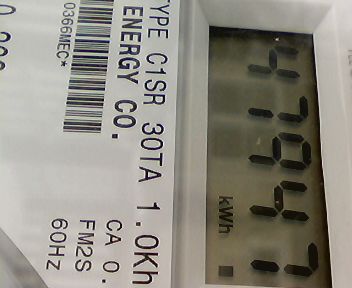 kWh
TYPE C1SR 30TA 1.0Kh
ENERGY CO.
CA 0.
FM2S
60HZ
0366MEC*